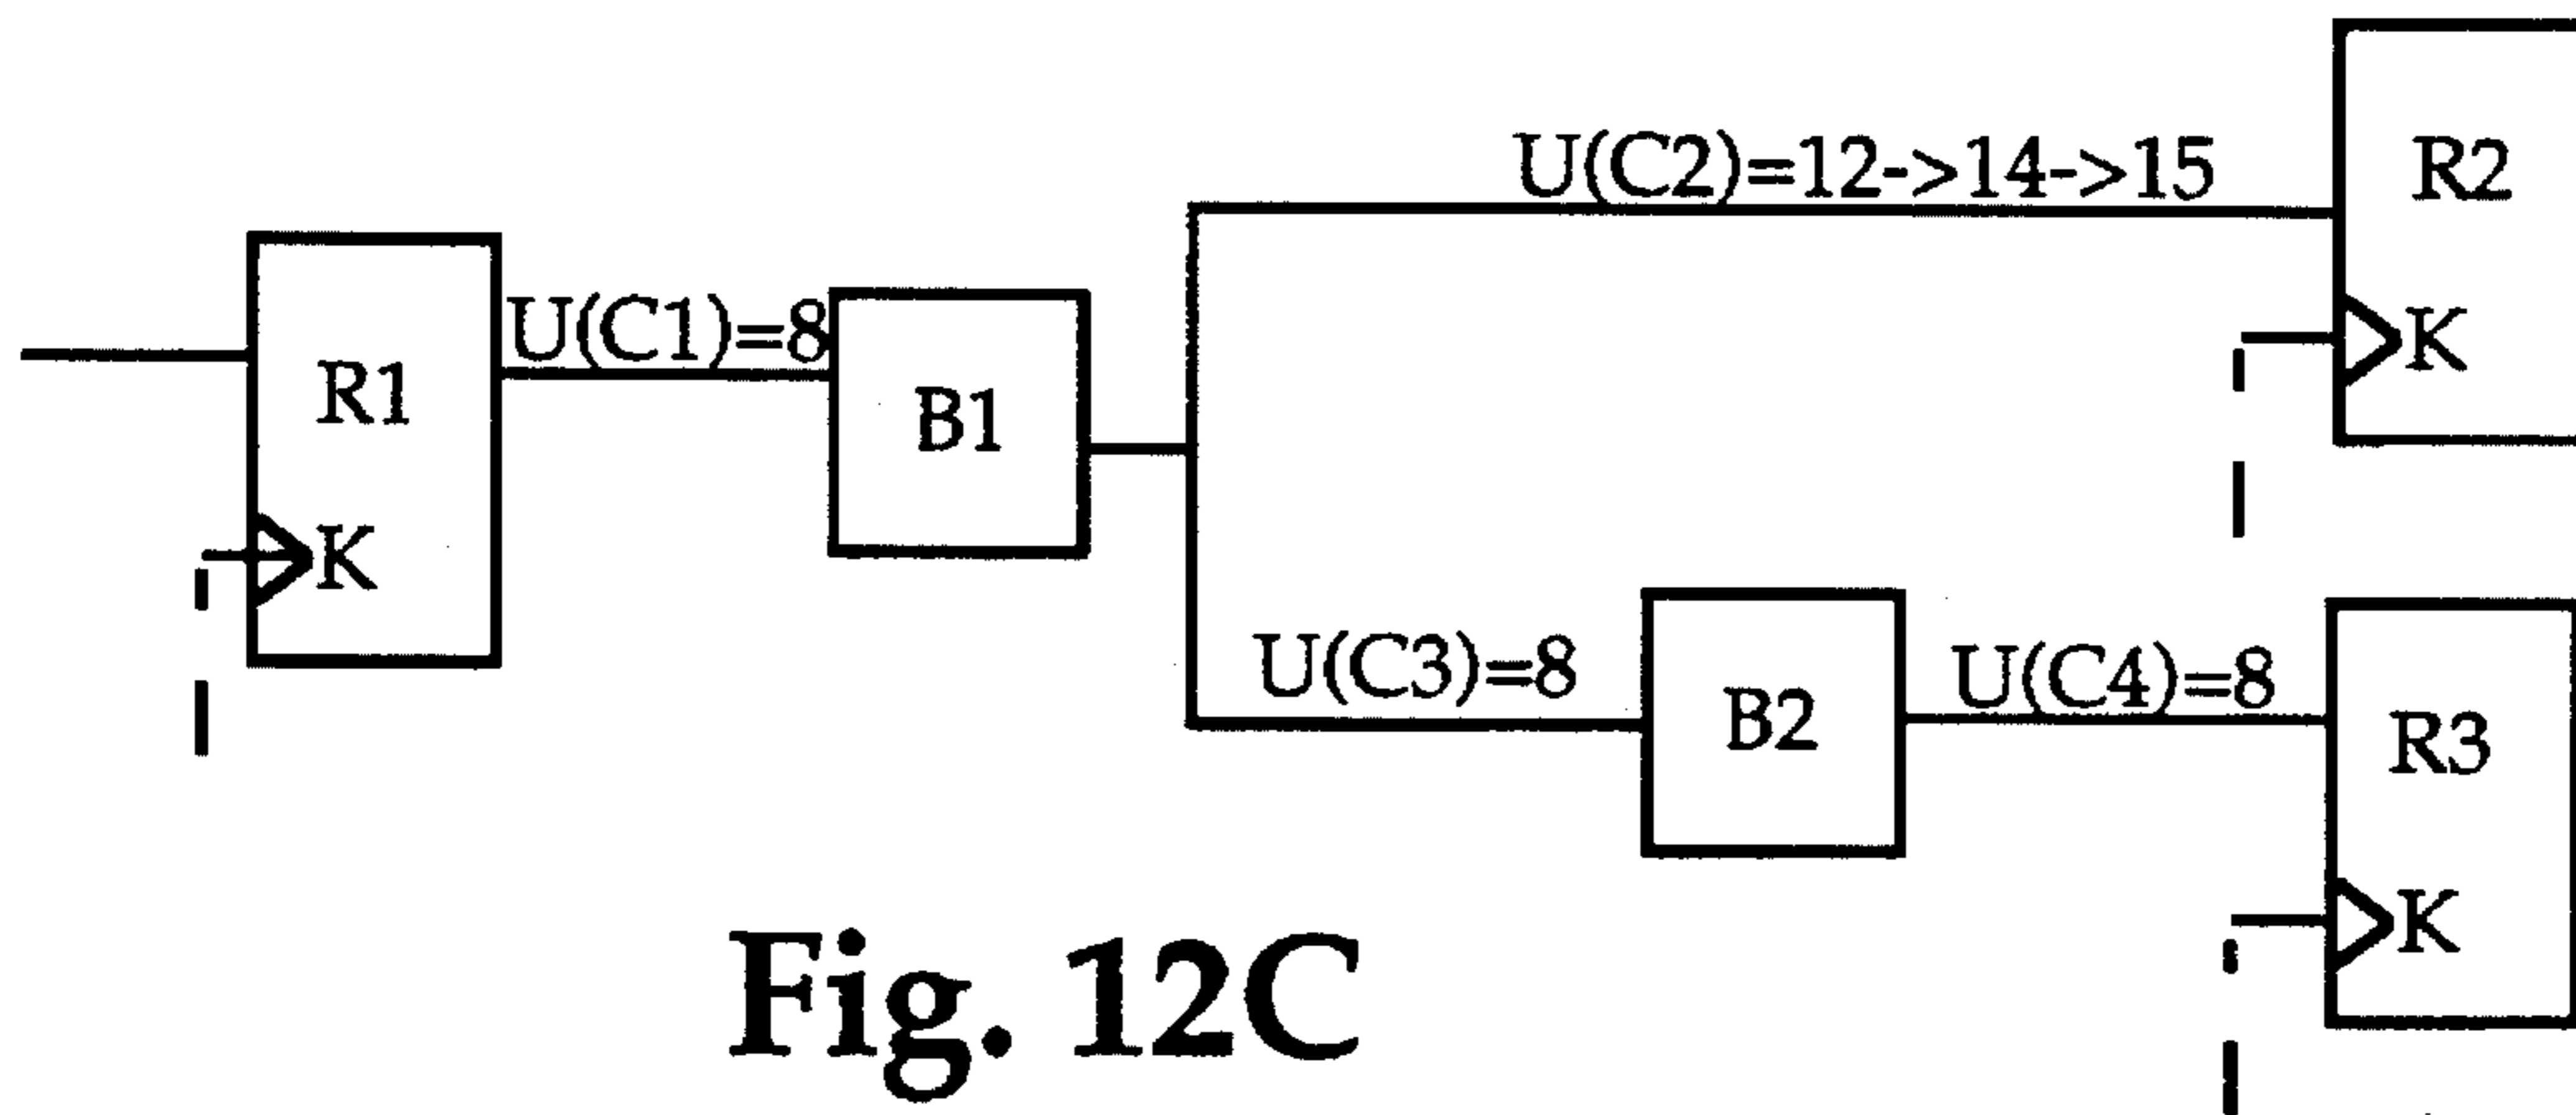 U(C2)=12->14->15
R2
K
U(C1)=8
R1
B1
K
U(C3)=8
B2
U(C4)=8
R3
K
Fig. 12C